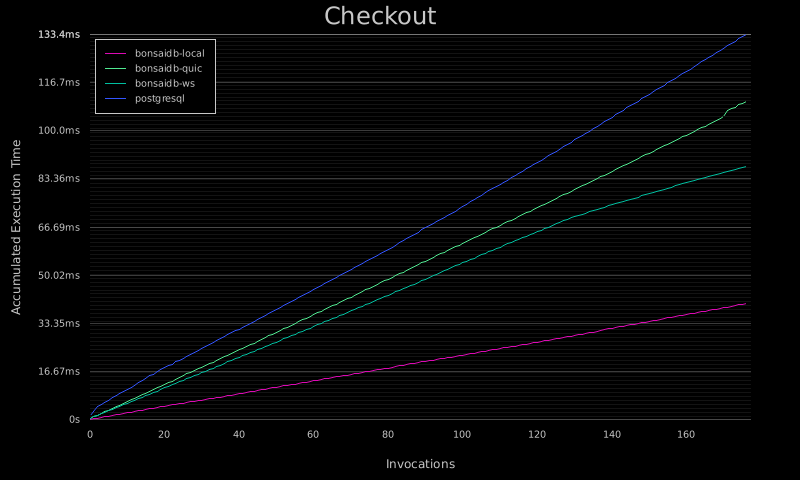 Checkout
133.4ms
bonsaidb-local
bonsaidb-quic
bonsaidb-ws
postgresql
116.7ms
100.0ms
83.36ms
66.69ms
50.02ms
33.35ms
16.67ms
0s
Accumulated Execution Time
0 20 40 60 80 100 120 140 160
Invocations